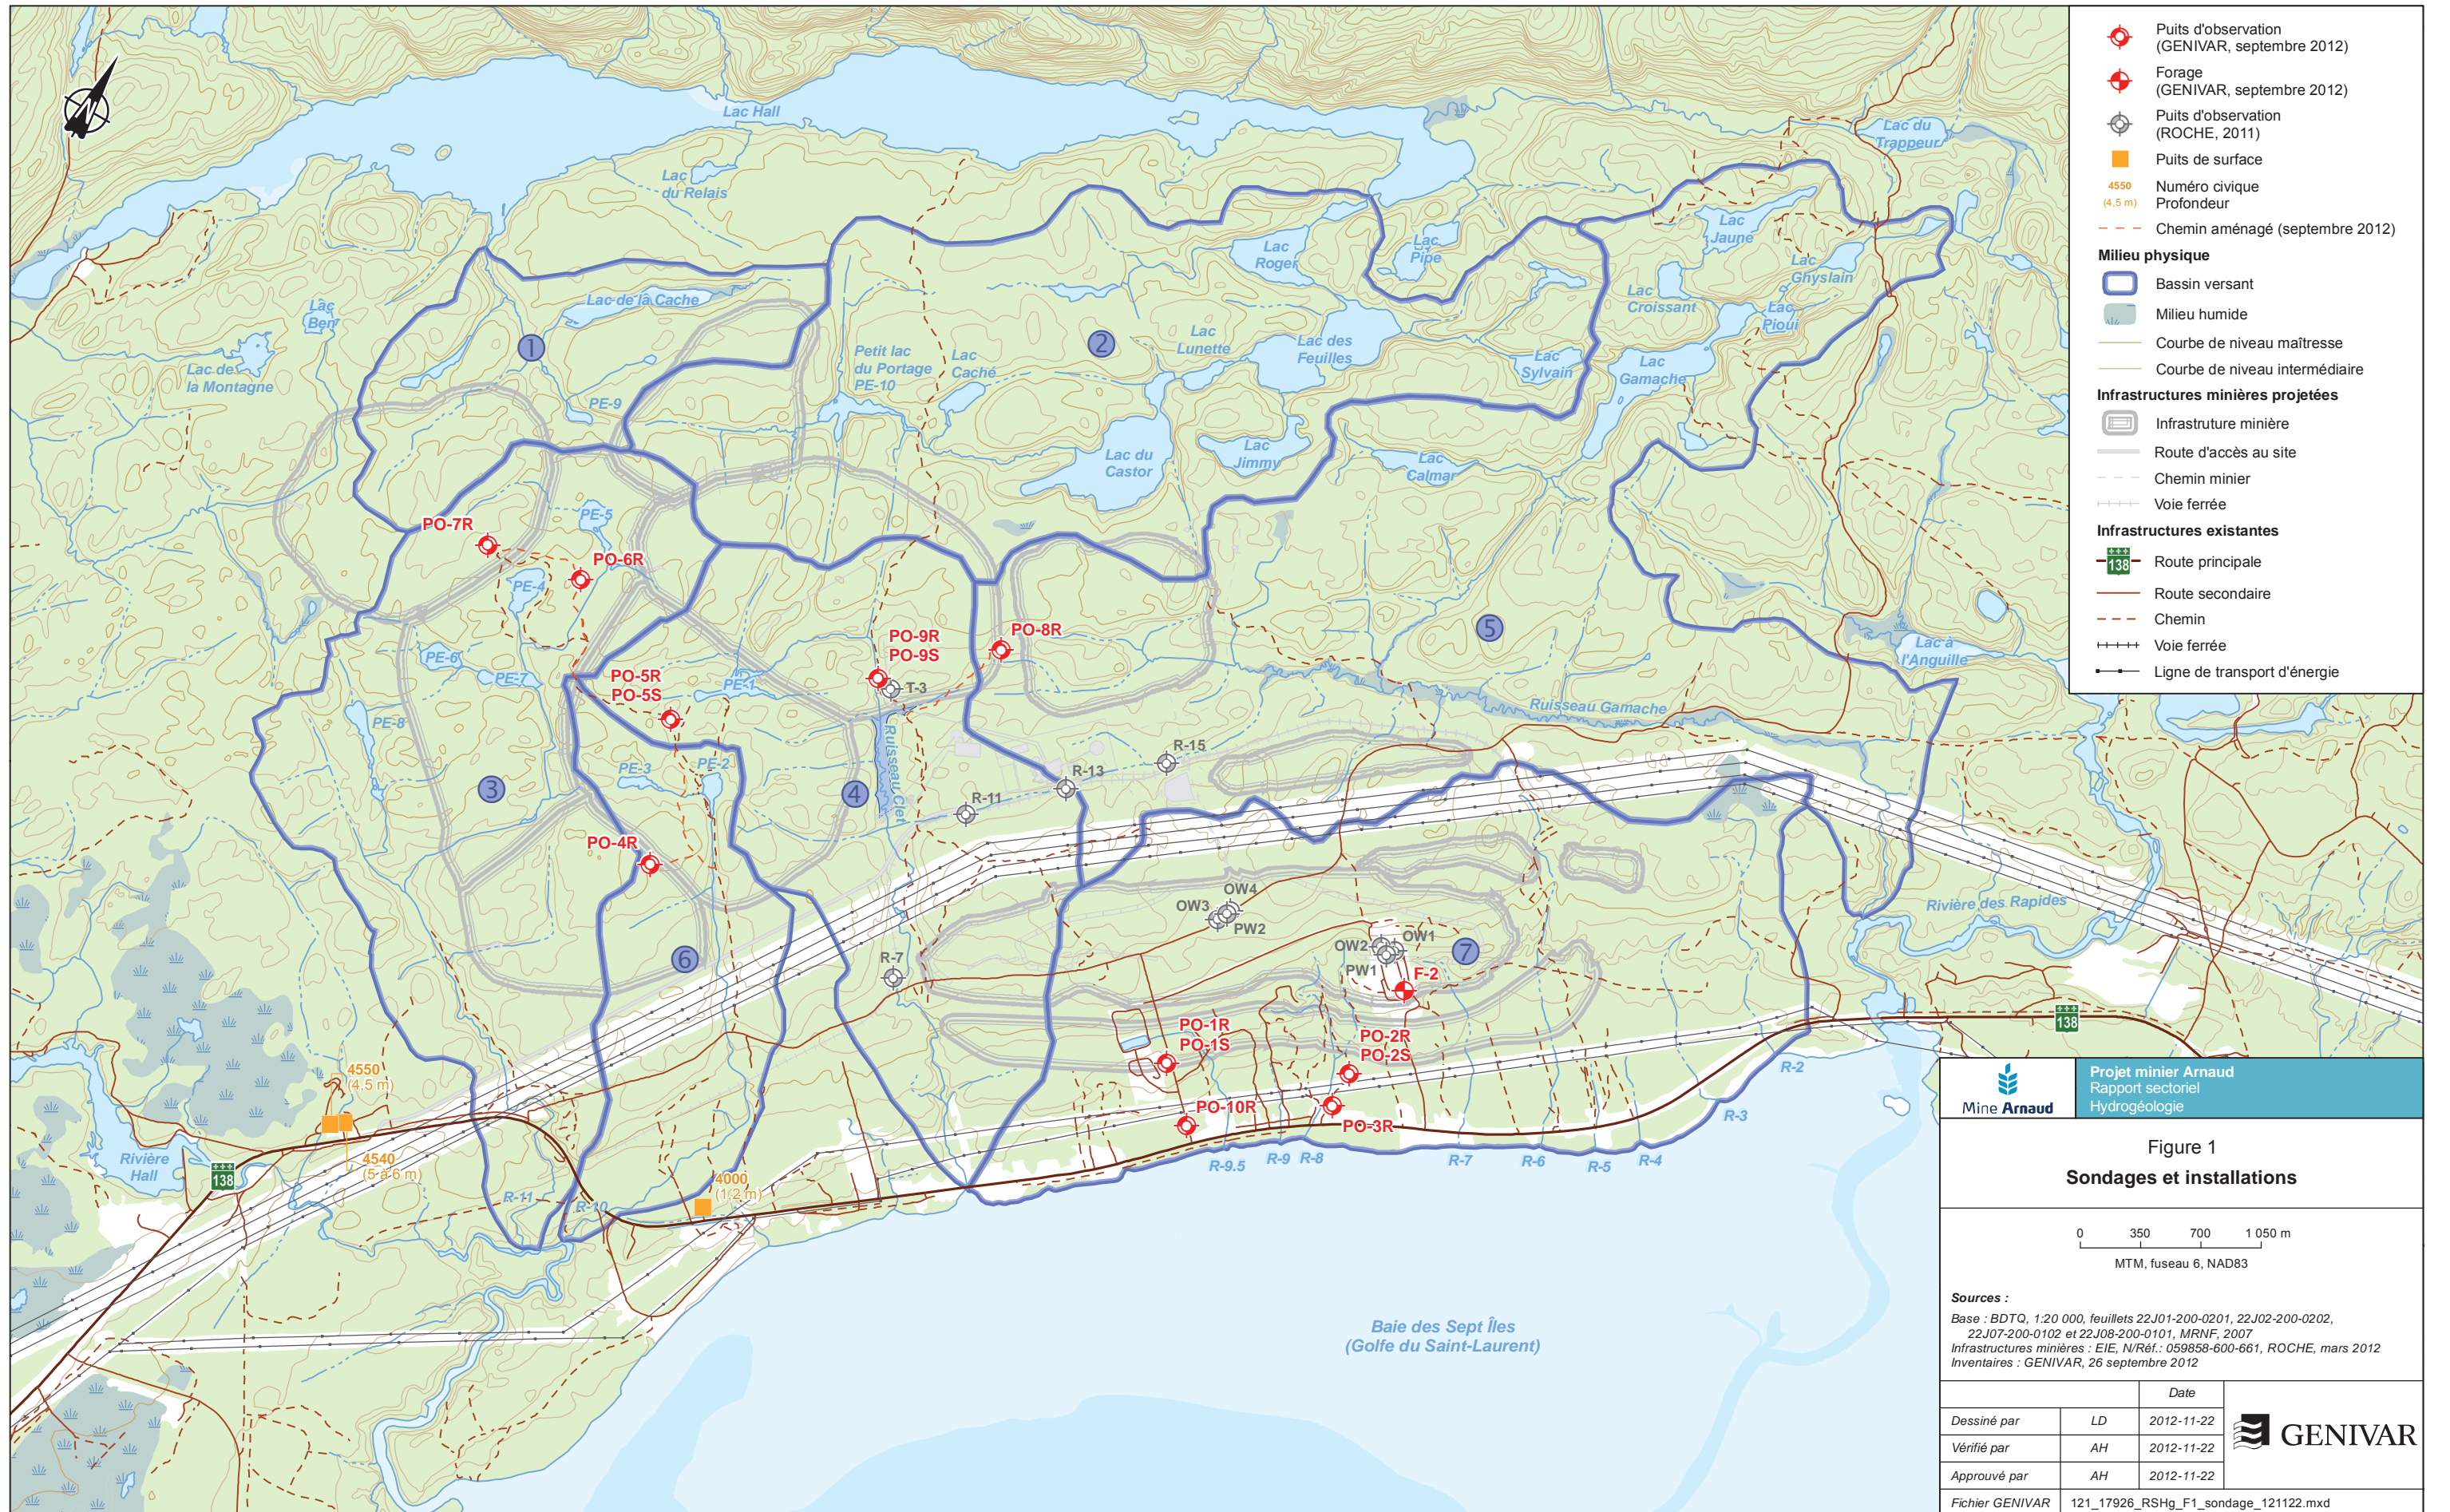 Lac Hall
Lac du
Trappeur
Lac
du Relais
Lac
Jaune
Lac
Roger
Lac
Pipe
Lac
Ghyslain
Lac de la Cache
Lac
Ben
Lac
Croissant
Lac
Pioui
1
2
Lac
Lunette
Lac des
Feuilles
Petit lac
du Portage
PE-10
Lac
Caché
Lac
Sylvain
Lac
Gamache
Lac de
la Montagne
PE-9
Lac du
Castor
Lac
Jimmy
Lac
Calmar
PE-5
PO-7R
PO-6R
PE-4
PO-9R
PO-9S
PO-8R
5
Lac à
l'Anguille
PE-6
PE-7
PO-5R
PO-5S
PE-1
T-3
PE-8
Ruisseau Clet
Ruisseau Gamache
R-15
R-13
PE-3
PE-2
3
4
R-11
PO-4R
OW4
OW3
PW2
Rivière des Rapides
OW2
OW1
PW1
7
6
R-7
F-2
PO-1R
PO-1S
PO-2R
PO-2S
138
4550
(4,5 m)
R-2
PO-10R
PO-3R
R-3
4540
(5 à 6 m)
Rivière
Hall
138
R-9.5
R-9
R-8
R-7
R-6
R-5
R-4
4000
(1,2 m)
R-11
R-10
Baie des Sept Îles
(Golfe du Saint-Laurent)
Puits d'observation
(GENIVAR, septembre 2012)
Forage
(GENIVAR, septembre 2012)
Puits d'observation
(ROCHE, 2011)
Puits de surface
4550 Numéro civique
(4,5 m) Profondeur
Chemin aménagé (septembre 2012)
Milieu physique
Bassin versant
Milieu humide
Courbe de niveau maîtresse
Courbe de niveau intermédiaire
Infrastructures minières projetées
Infrastruture minière
Route d'accès au site
Chemin minier
Voie ferrée
Infrastructures existantes
138 Route principale
Route secondaire
Chemin
Voie ferrée
Ligne de transport d'énergie
Mine Arnaud
Projet minier Arnaud
Rapport sectoriel
Hydrogéologie
Figure 1
Sondages et installations
0 350 700 1 050 m
MTM, fuseau 6, NAD83
Sources :
Base : BDTQ, 1:20 000, feuillets 22J01-200-0201, 22J02-200-0202,
22J07-200-0102 et 22J08-200-0101, MRNF, 2007
Infrastructures minières : EIE, N/Réf.: 059858-600-661, ROCHE, mars 2012
Inventaires : GENIVAR, 26 septembre 2012
Date
Dessiné par LD 2012-11-22
Vérifié par AH 2012-11-22
Approuvé par AH 2012-11-22
GENIVAR
Fichier GENIVAR 121_17926_RSHg_F1_sondage_121122.mxd